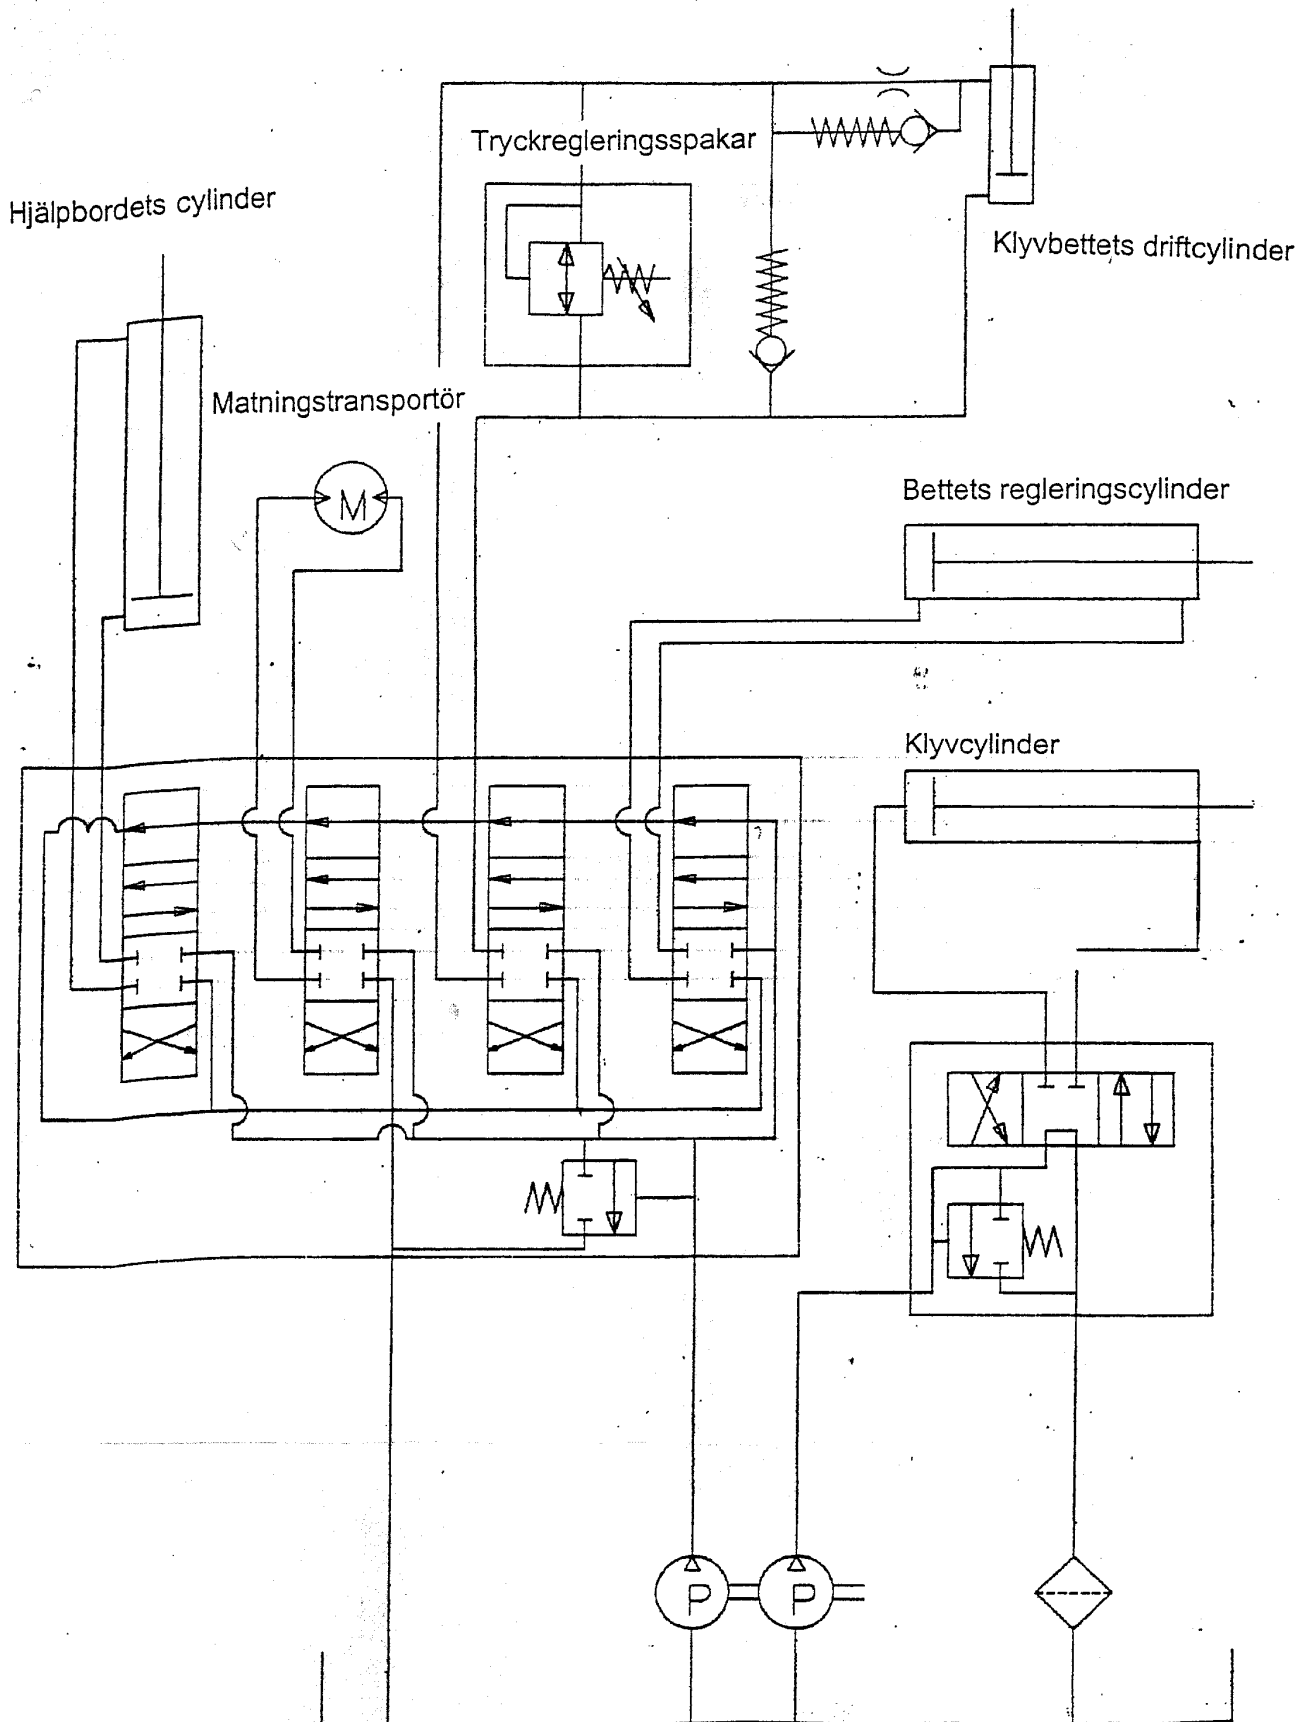 Tryckregleringsspakar
Hjälpbordets cylinder
Klyvbettets driftcylinder
Matningstransportör
M
Bettets regleringscylinder
Klyvcylinder
P
P